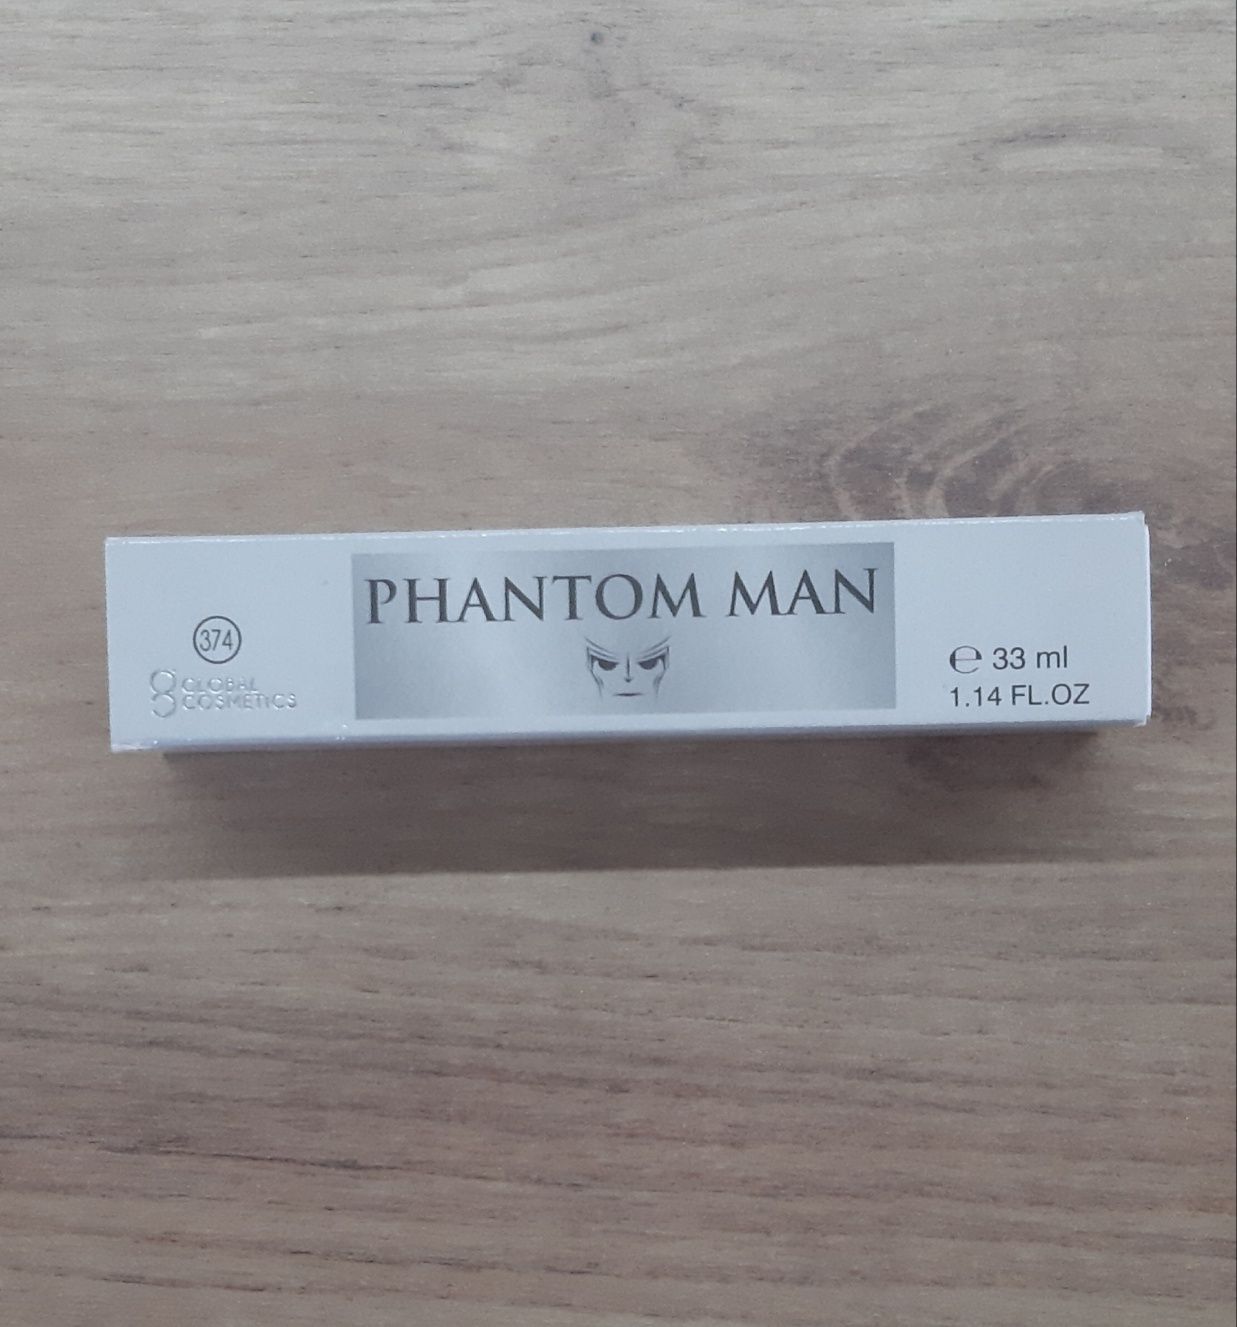 374
GLOBAL
COSMETICS
PHANTOM MAN
℮ 33 ml
1.14 FL.OZ